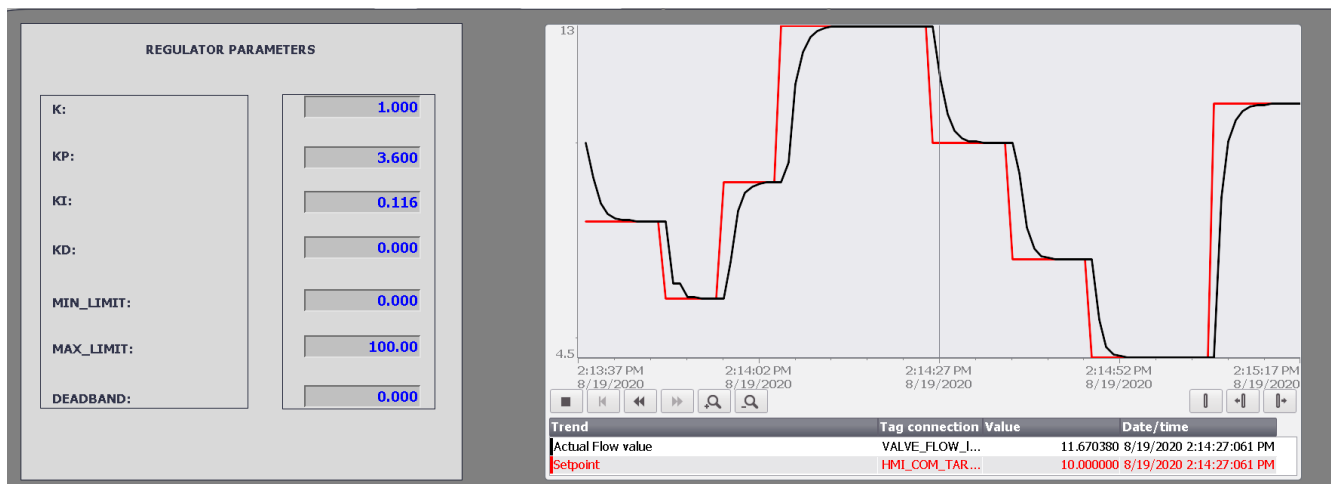 REGULATOR PARAMETERS
K: 1.000
KP: 3.600
KI: 0.116
KD: 0.000
MIN_LIMIT: 0.000
MAX_LIMIT: 100.00
DEADBAND: 0.000
13
4.5
2:13:37 PM 2:14:02 PM 2:14:27 PM 2:14:52 PM 2:15:17 PM
8/19/2020 8/19/2020 8/19/2020 8/19/2020 8/19/2020
Trend Tag connection Value Date/time
Actual Flow value VALVE_FLOW_I... 11.670380 8/19/2020 2:14:27:061 PM
Setpoint HMI_COM_TAR... 10.000000 8/19/2020 2:14:27:061 PM